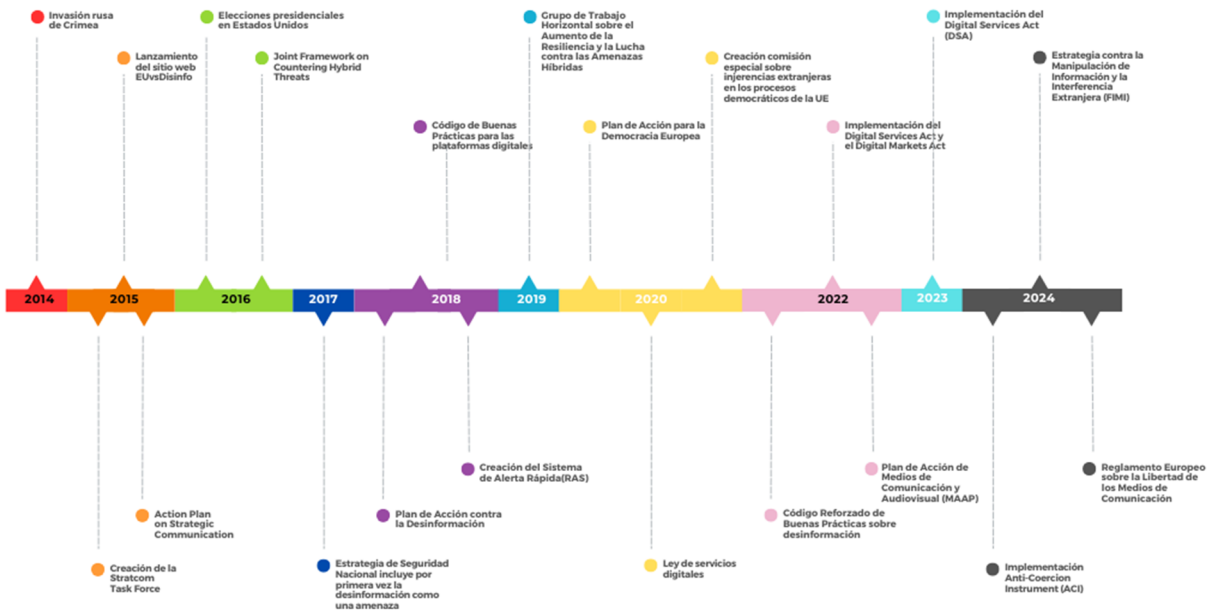 Invasión rusa
de Crimea
Lanzamiento
del sitio web
EUvsDisinfo
Elecciones presidenciales
en Estados Unidos
Joint Framework on
Countering Hybrid
Threats
Código de Buenas
Prácticas para las
plataformas digitales
Grupo de Trabajo
Horizontal sobre el
Aumento de la
Resiliencia y la Lucha
contra las Amenazas
Híbridas
Plan de Acción para la
Democracia Europea
Creación comisión
especial sobre
injerencias extranjeras
en los procesos
democráticos de la UE
Implementación del
Digital Services Act y
el Digital Markets Act
Implementación del
Digital Services Act
(DSA)
Estrategia contra la
Manipulación de
Información y la
Interferencia
Extranjera (FIMI)
2014
2015
2016
2017
2018
2019
2020
2022
2023
2024
Creación de la
Stratcom
Task Force
Action Plan
on Strategic
Communication
Estrategia de Seguridad
Nacional incluye por
primera vez la
desinformación como
una amenaza
Plan de Acción contra
la Desinformación
Creación del Sistema
de Alerta Rápida(RAS)
Ley de servicios
digitales
Código Reforzado de
Buenas Prácticas sobre
desinformación
Plan de Acción de
Medios de
Comunicación y
Audiovisual (MAAP)
Implementación
Anti-Coercion
Instrument (ACI)
Reglamento Europeo
sobre la Libertad de
los Medios de
Comunicación